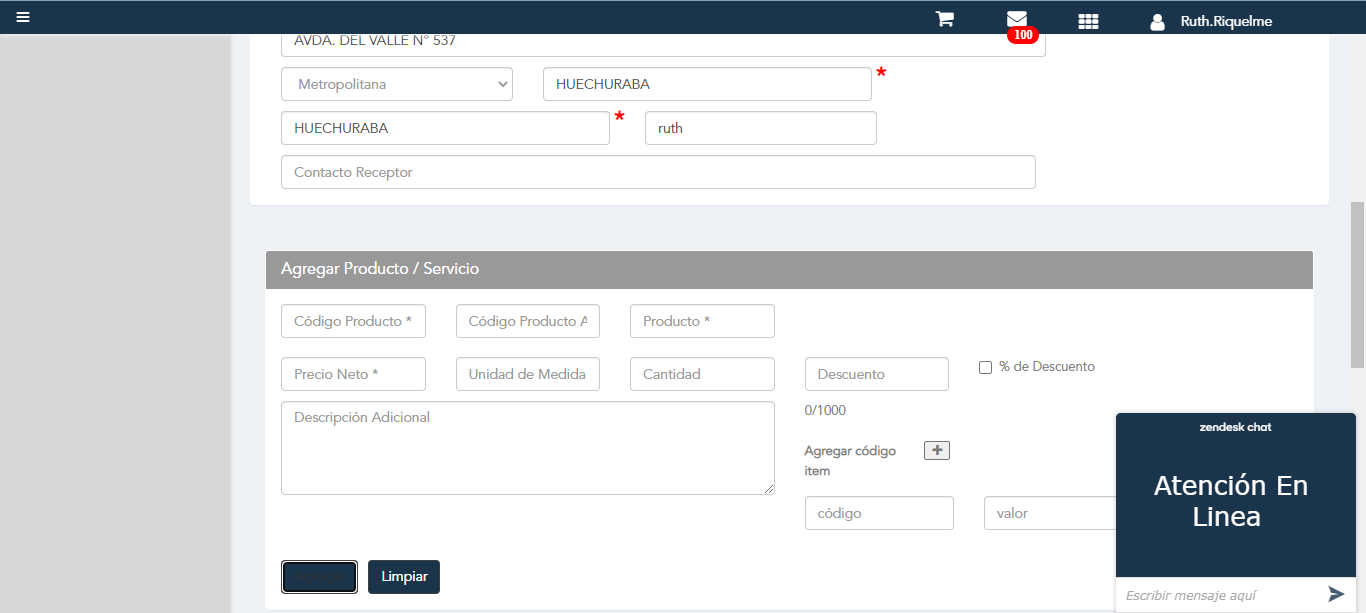 Ruth.Riquelme
100
AVDA. DEL VALLE N° 537
Metropolitana
HUECHURABA
*
HUECHURABA
*
ruth
Contacto Receptor
Agregar Producto / Servicio
Código Producto *
Código Producto A
Producto *
Precio Neto *
Unidad de Medida
Cantidad
Descuento
% de Descuento
Descripción Adicional
0/1000
Agregar código
item
+
código
valor
Limpiar
zendesk chat
Atención En
Linea
Escribir mensaje aquí